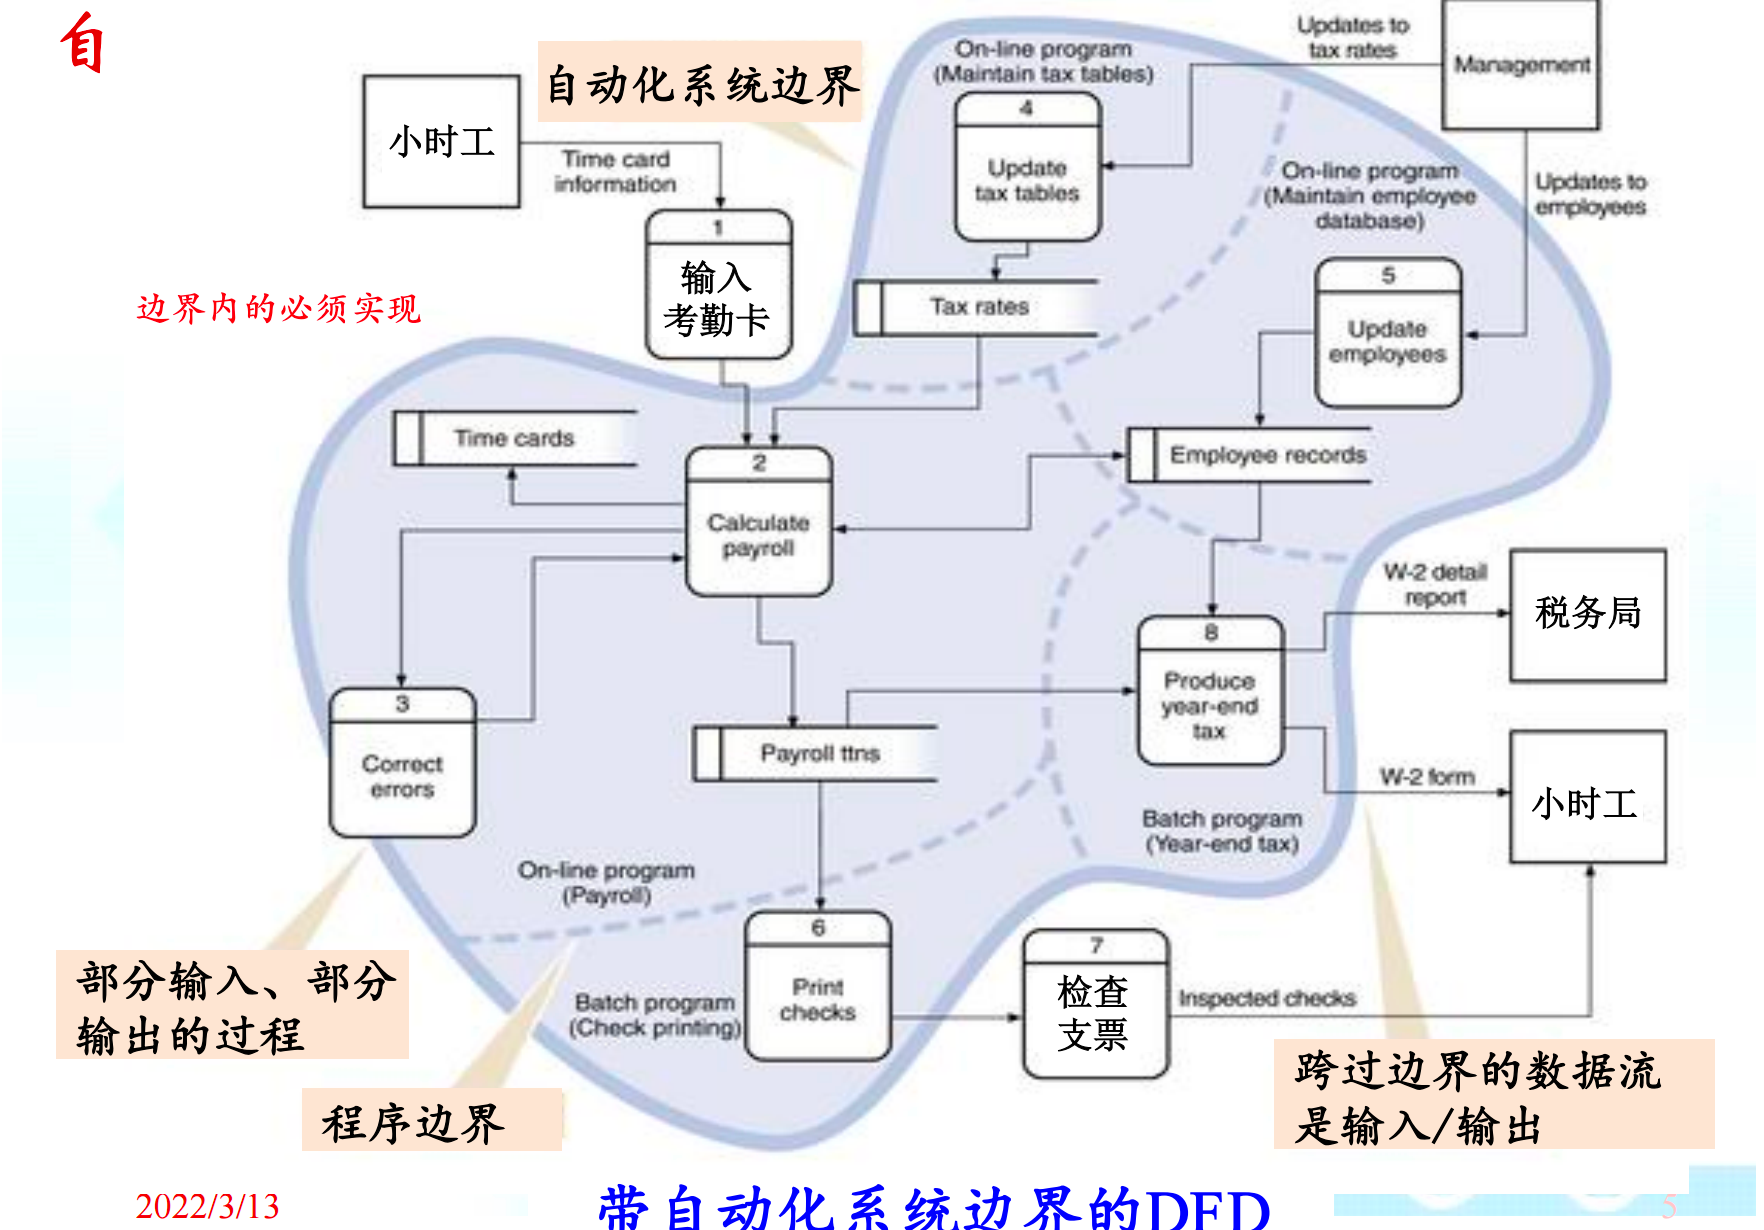 自
自动化系统边界
On-line program
(Maintain tax tables)
Updates to
tax rates
Management
小时工
Time card
information
4
Update
tax tables
On-line program
(Maintain employee
database)
Updates to
employees
1
输入
考勤卡
边界内的必须实现
Tax rates
5
Update
employees
Time cards
2
Calculate
payroll
Employee records
W-2 detail
report
税务局
8
Produce
year-end
tax
3
Correct
errors
Payroll ttns
W-2 form
小时工
Batch program
(Year-end tax)
On-line program
(Payroll)
部分输入、部分
输出的过程
6
Print
checks
Batch program
(Check printing)
7
检查
支票
Inspected checks
程序边界
跨过边界的数据流
是输入/输出
2022/3/13
带自动化系统边界的DFD
5